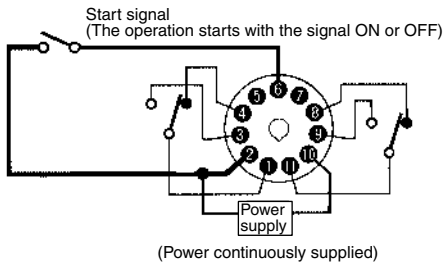 Start signal
(The operation starts with the signal ON or OFF)
6
5 7
4 8
3 9
2 10
1 11
Power
supply
(Power continuously supplied)